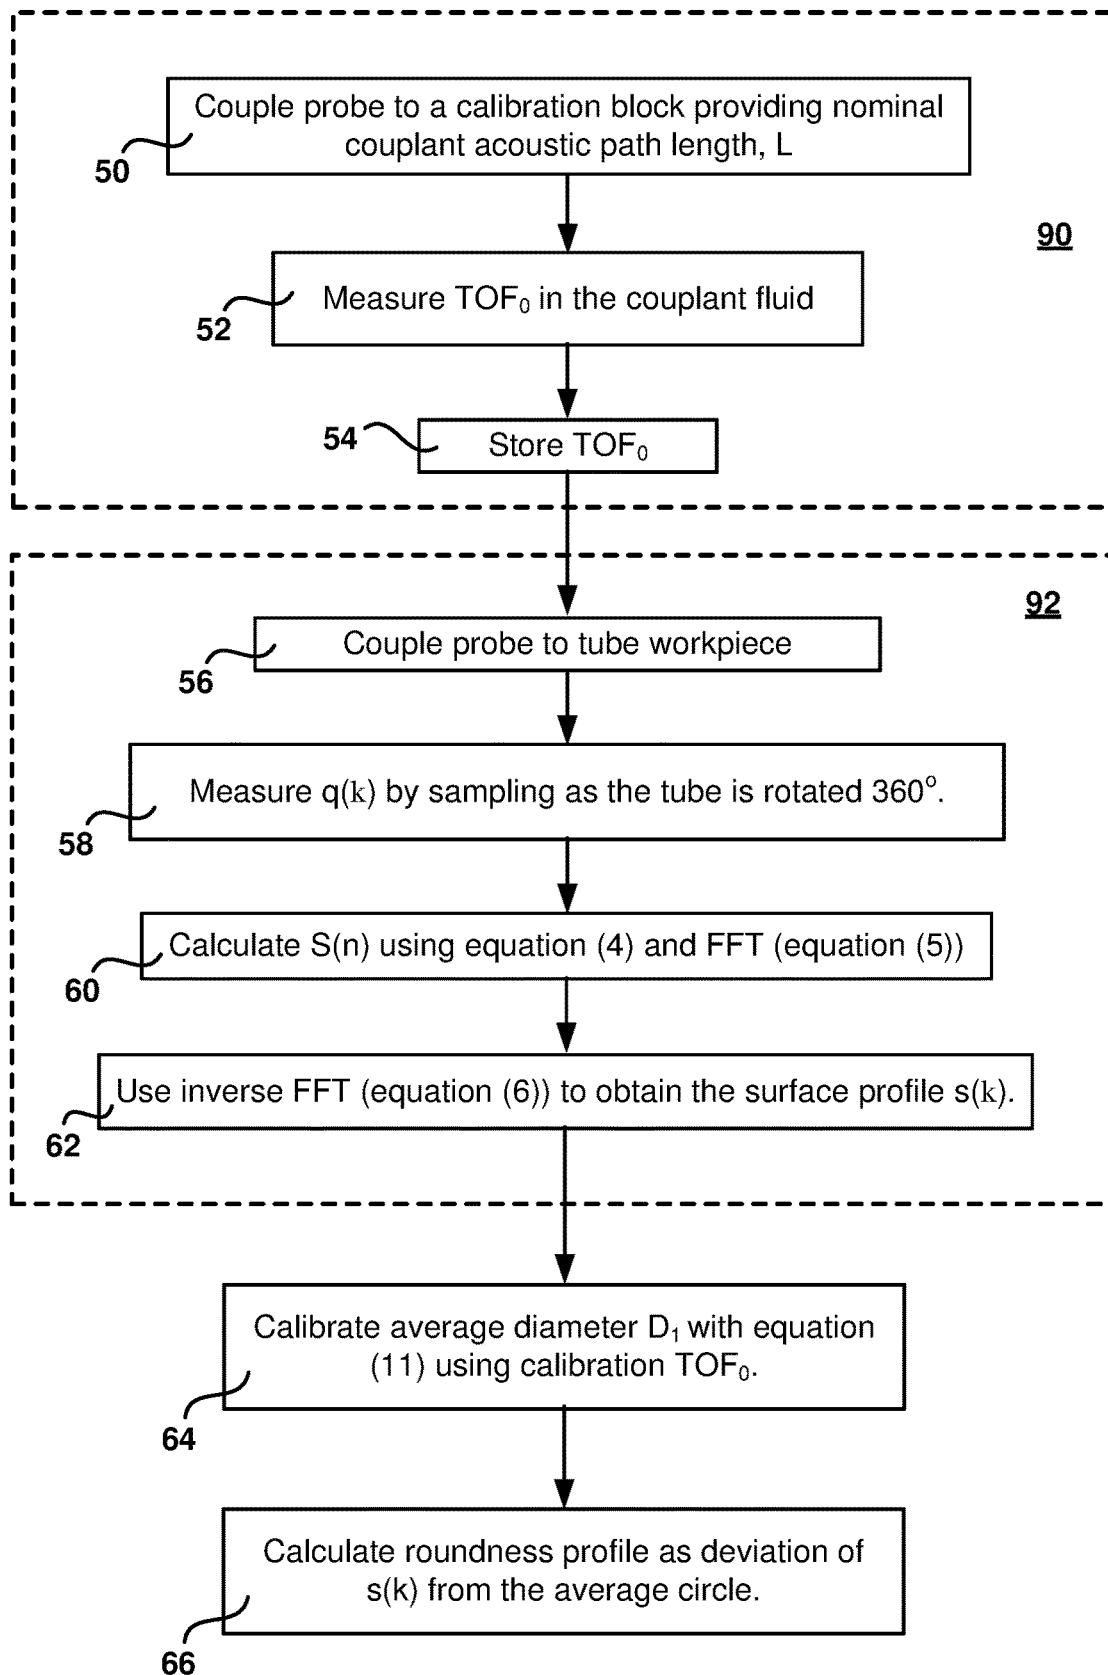 Couple probe to a calibration block providing nominal
couplant acoustic path length, L
50
90
Measure TOF₀ in the couplant fluid
52
54
Store TOF₀
92
Couple probe to tube workpiece
56
Measure q(k) by sampling as the tube is rotated 360°.
58
Calculate S(n) using equation (4) and FFT (equation (5))
60
Use inverse FFT (equation (6)) to obtain the surface profile s(k).
62
Calibrate average diameter D₁ with equation
(11) using calibration TOF₀.
64
Calculate roundness profile as deviation of
s(k) from the average circle.
66